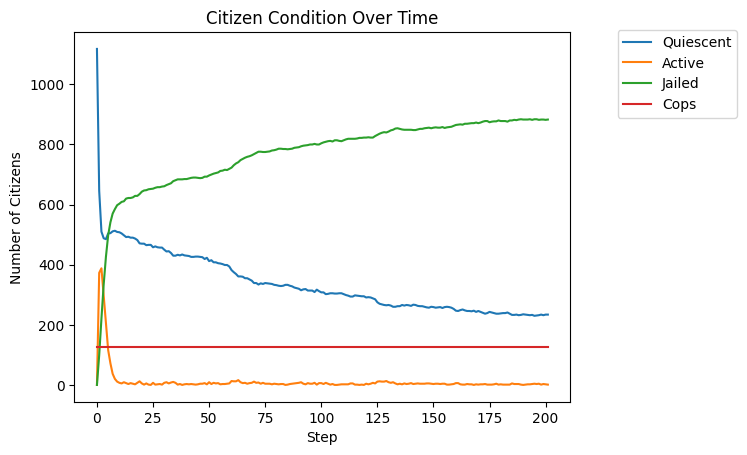 Citizen Condition Over Time
Quiescent
Active
Jailed
Cops
Number of Citizens
1000
800
600
400
200
0
0 25 50 75 100 125 150 175 200
Step